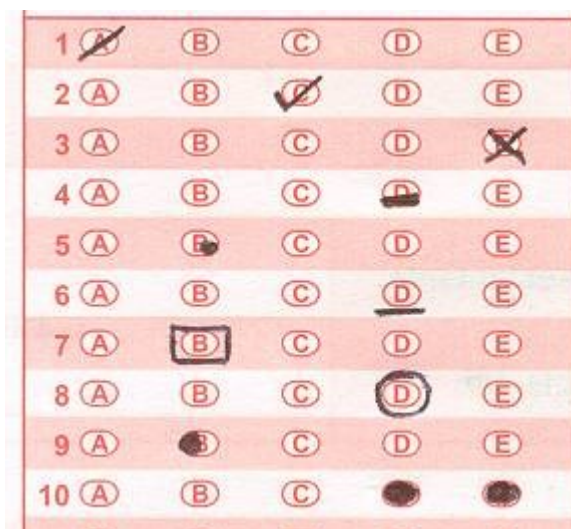 1 A B C D E
2 A B C D E
3 A B C D
4 A B C D E
5 A B C D E
6 A B C D E
7 A B C D E
8 A B C D E
9 A B C D E
10 A B C